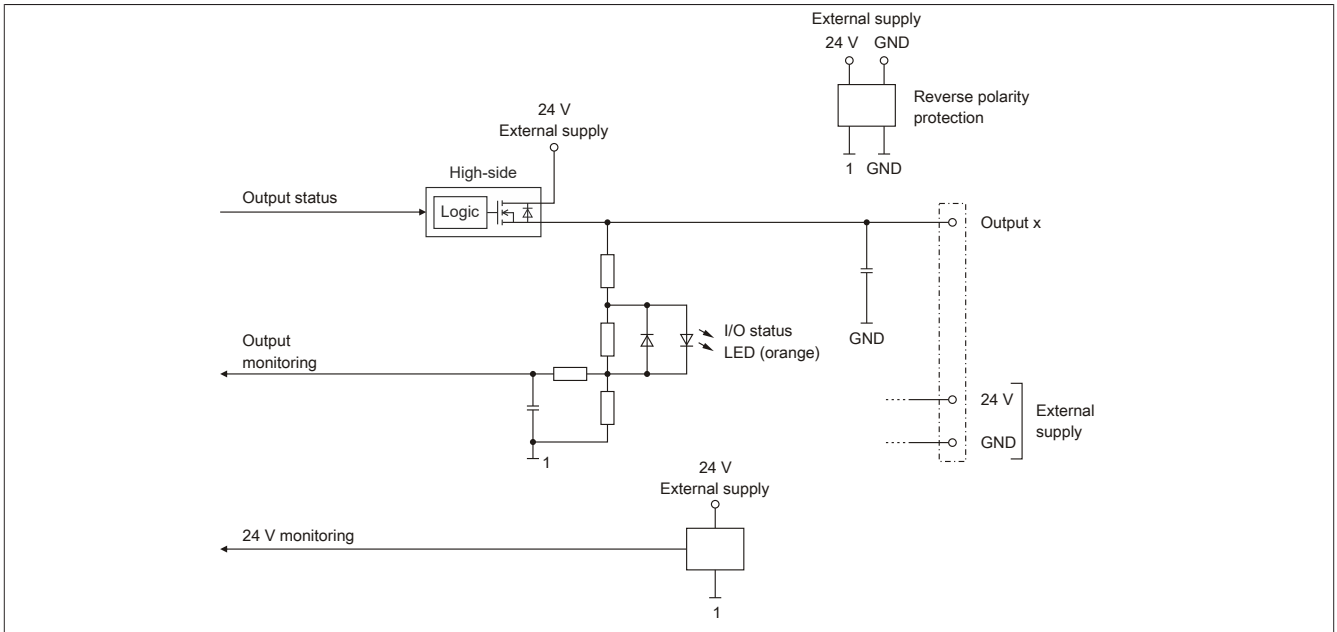 External supply
24 V GND
Reverse polarity
protection
1 GND
24 V
External supply
High-side
Output status
Logic
Output x
I/O status
LED (orange)
GND
Output
monitoring
24 V
External
supply
GND
1
24 V
External supply
24 V monitoring
1